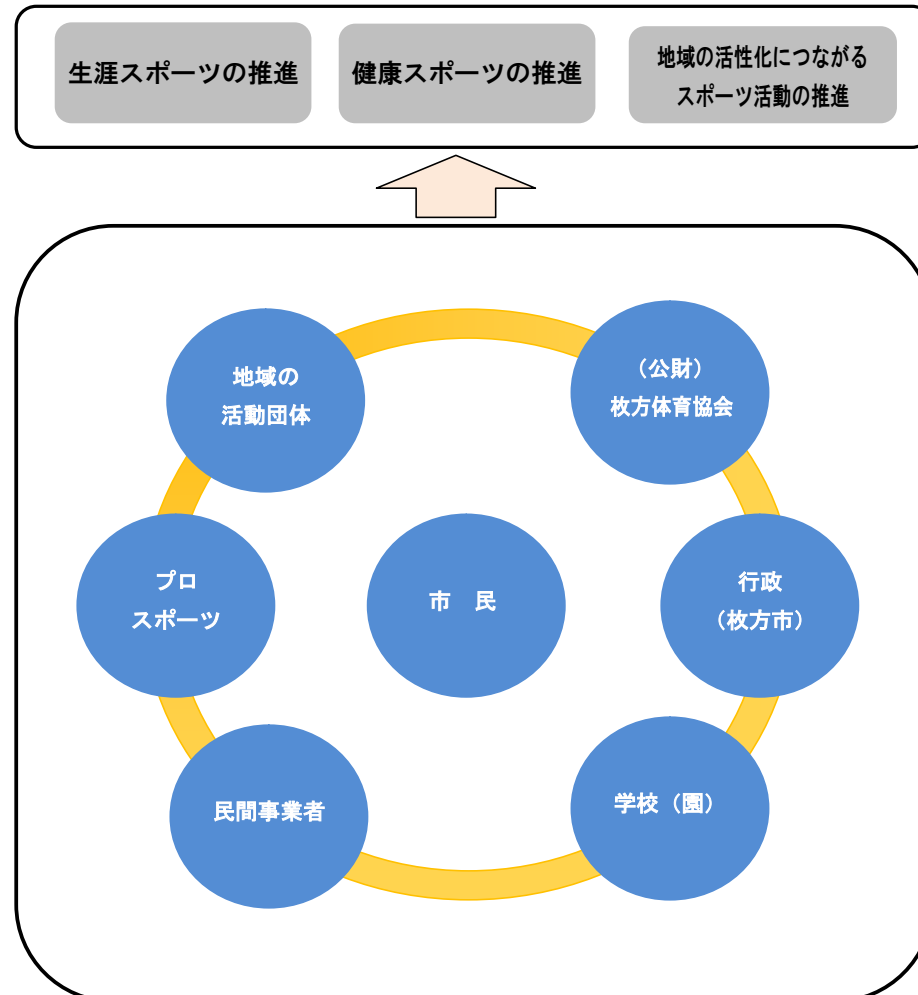 生涯スポーツの推進
健康スポーツの推進
地域の活性化につながる
スポーツ活動の推進
地域の
活動団体
（公財）
枚方体育協会
プロ
スポーツ
市　民
行政
（枚方市）
民間事業者
学校（園）